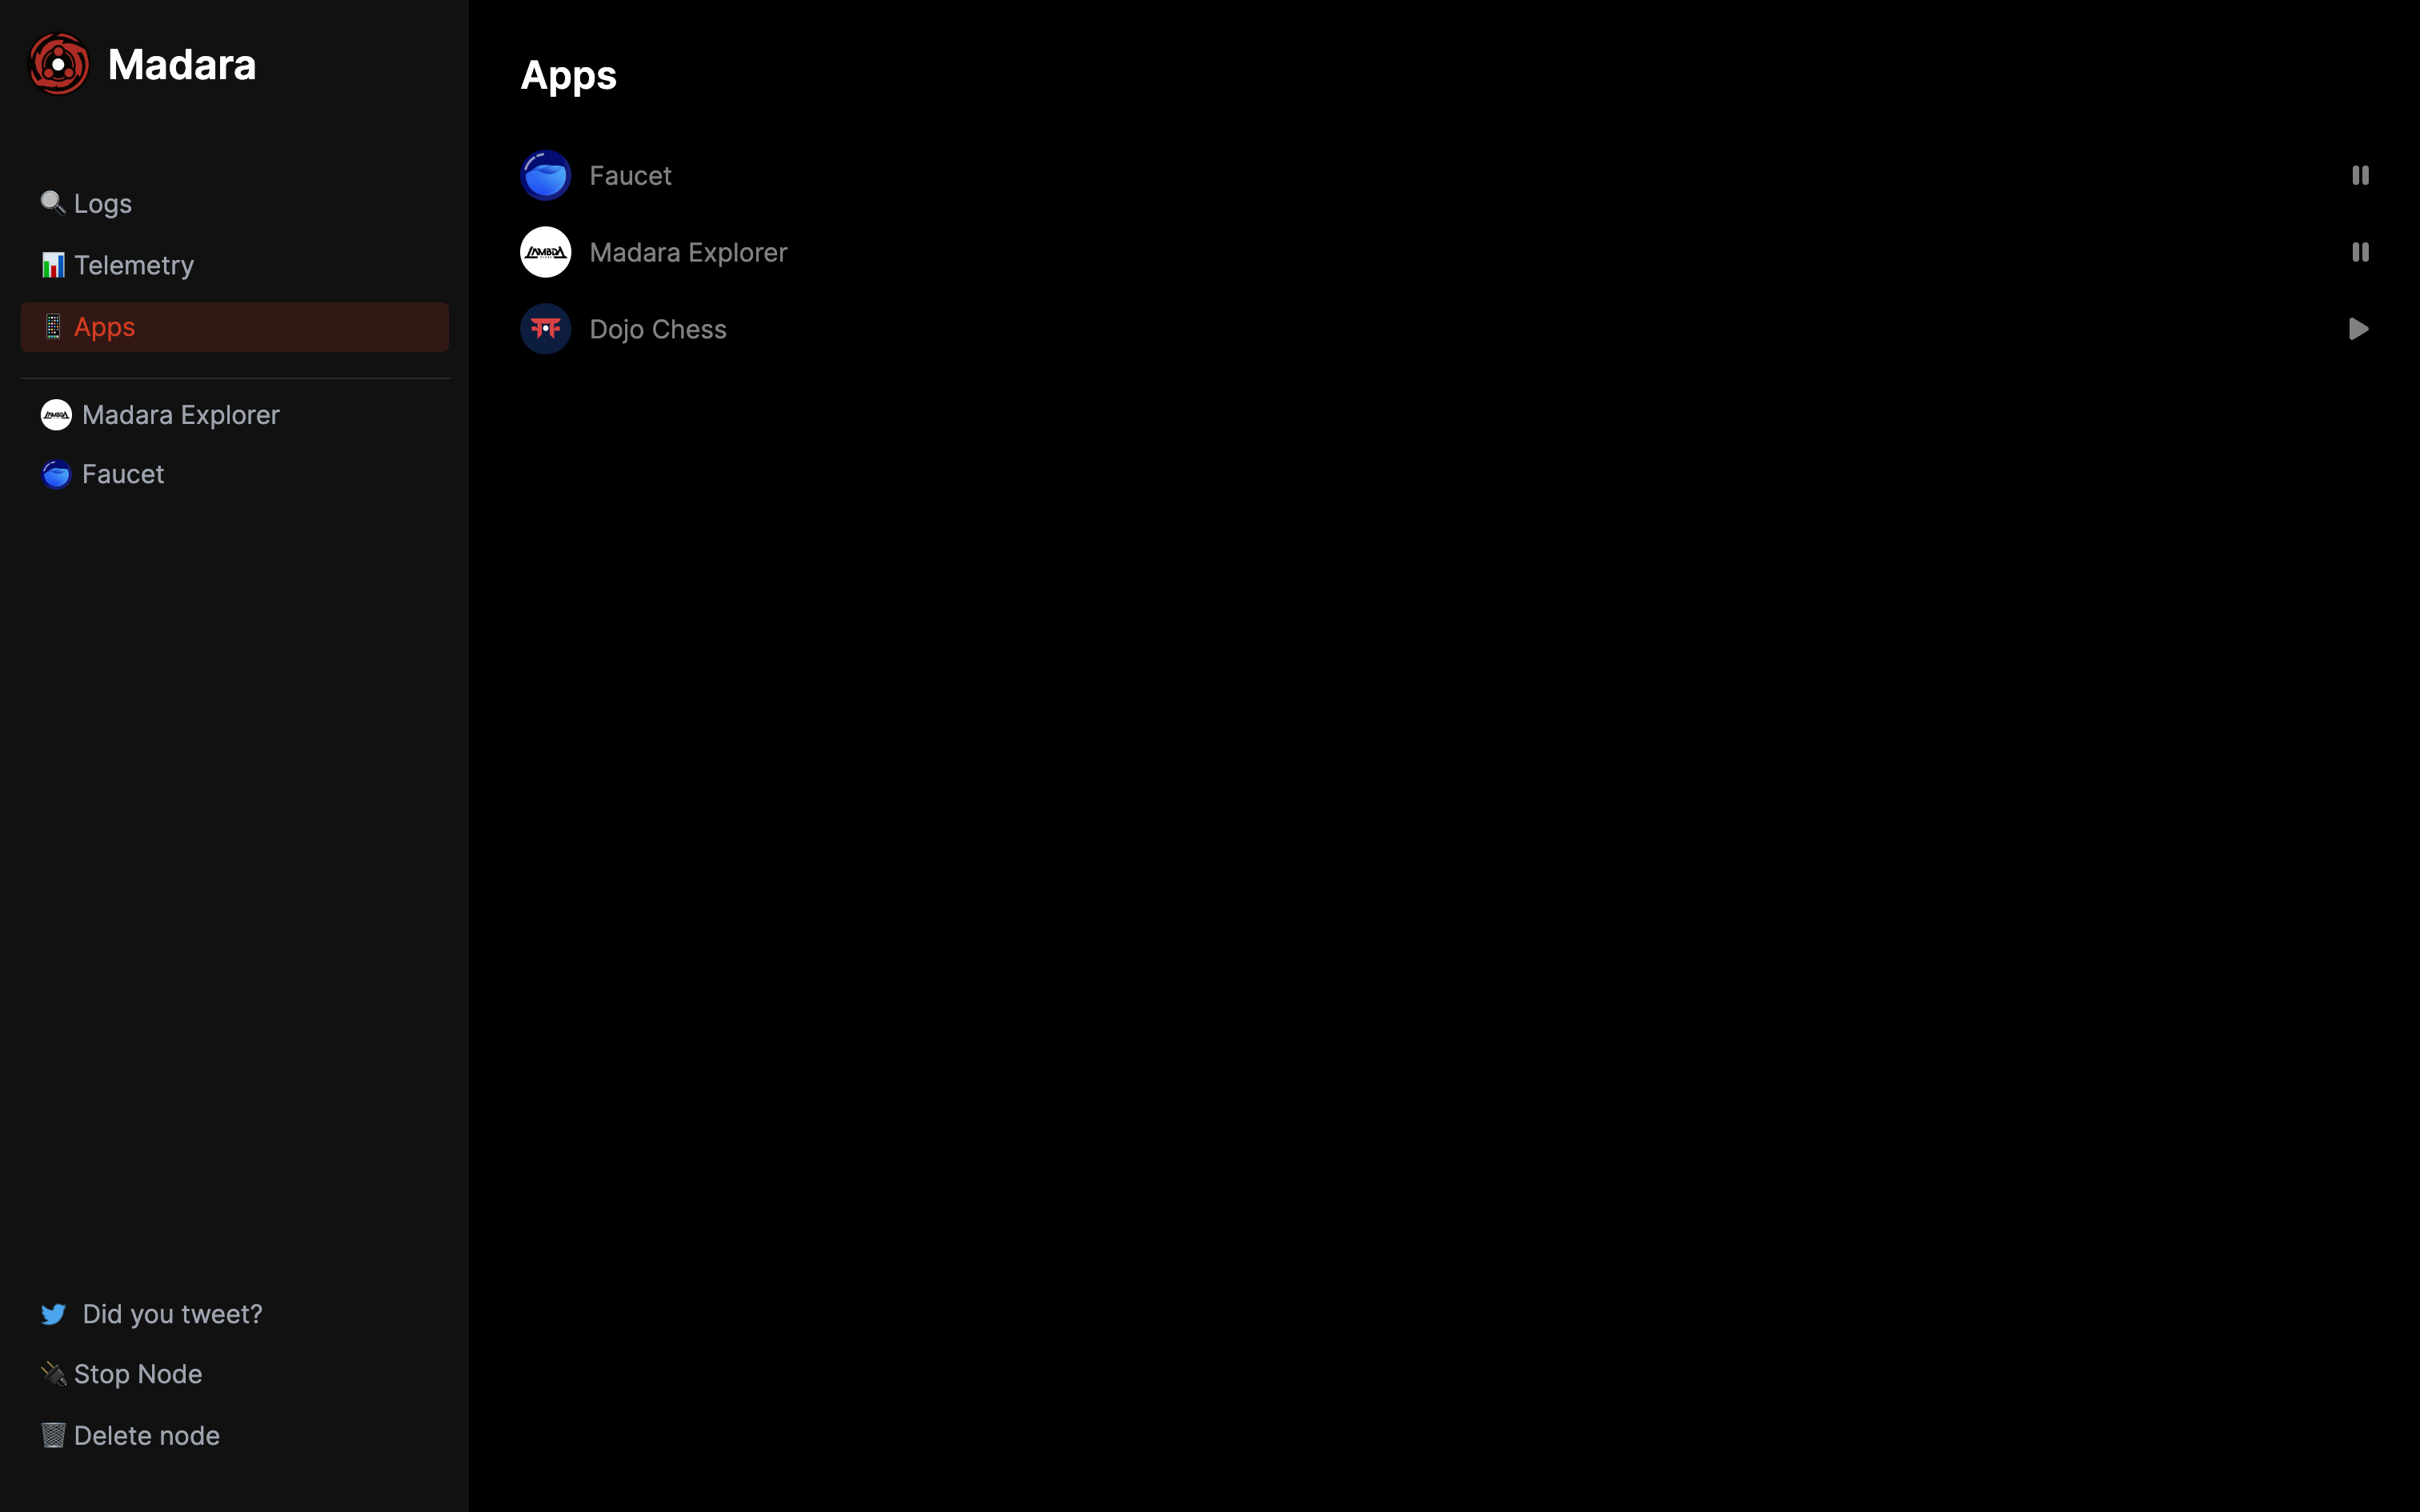 Madara
Logs
Telemetry
Apps
Madara Explorer
Faucet
Did you tweet?
Stop Node
Delete node
Apps
Faucet
LAMBDA
Madara Explorer
Dojo Chess